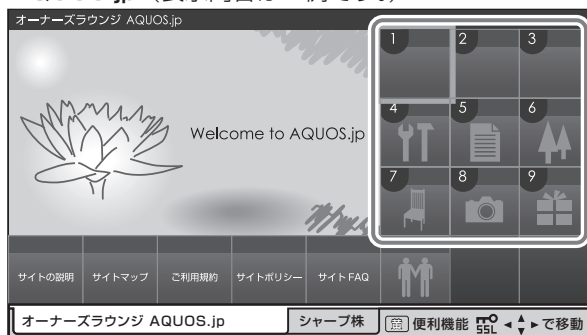 オーナーズラウンジ AQUOS.jp
1 2 3
Welcome to AQUOS.jp
4 5 6
7 8 9
サイトの説明 サイトマップ ご利用規約 サイトポリシー サイト FAQ
オーナーズラウンジ AQUOS.jp シャープ株 便利機能 SSL で移動